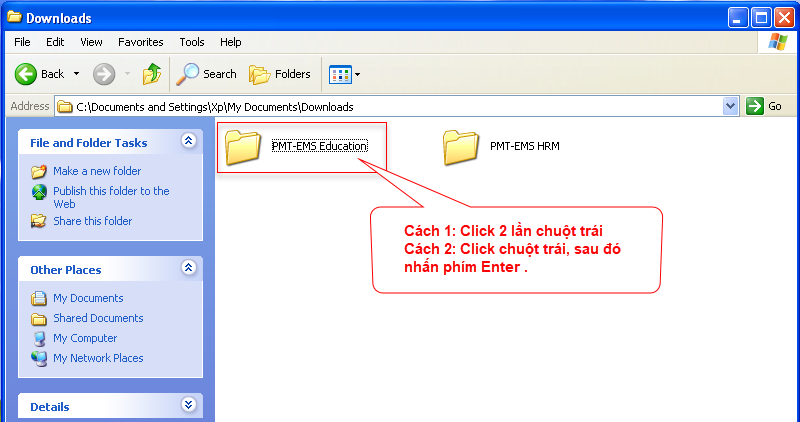 Downloads
File Edit View Favorites Tools Help
Back Search Folders
Address C:\Documents and Settings\Xp\My Documents\Downloads Go
File and Folder Tasks
Make a new folder
Publish this folder to the
Web
Share this folder
Other Places
My Documents
Shared Documents
My Computer
My Network Places
Details
PMT-EMS Education PMT-EMS HRM
Cách 1: Click 2 lần chuột trái
Cách 2: Click chuột trái, sau đó
nhấn phím Enter .